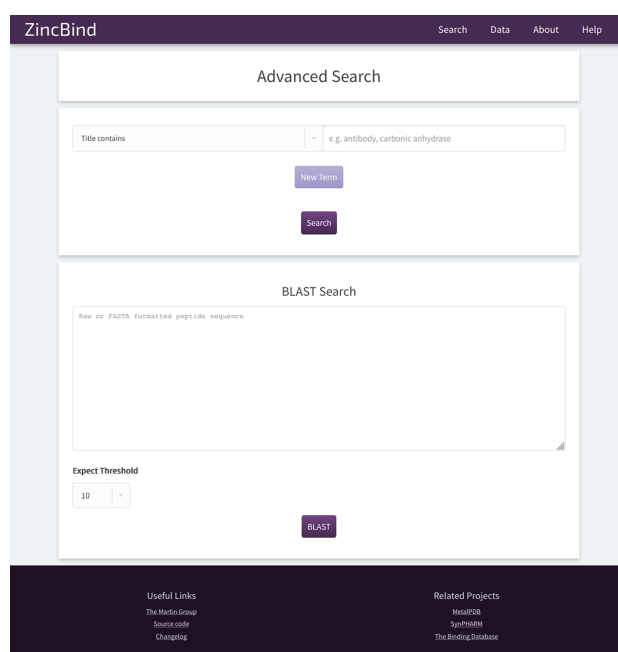 ZincBind
Search Data About Help
Advanced Search
Title contains e.g. antibody, carbonic anhydrase
New Term
Search
BLAST Search
Raw or FASTA formatted peptide sequence
Expect Threshold
10
BLAST
Useful Links
The Martin Group
Source code
Changelog
Related Projects
MetalPDB
SynPHARM
The Binding Database